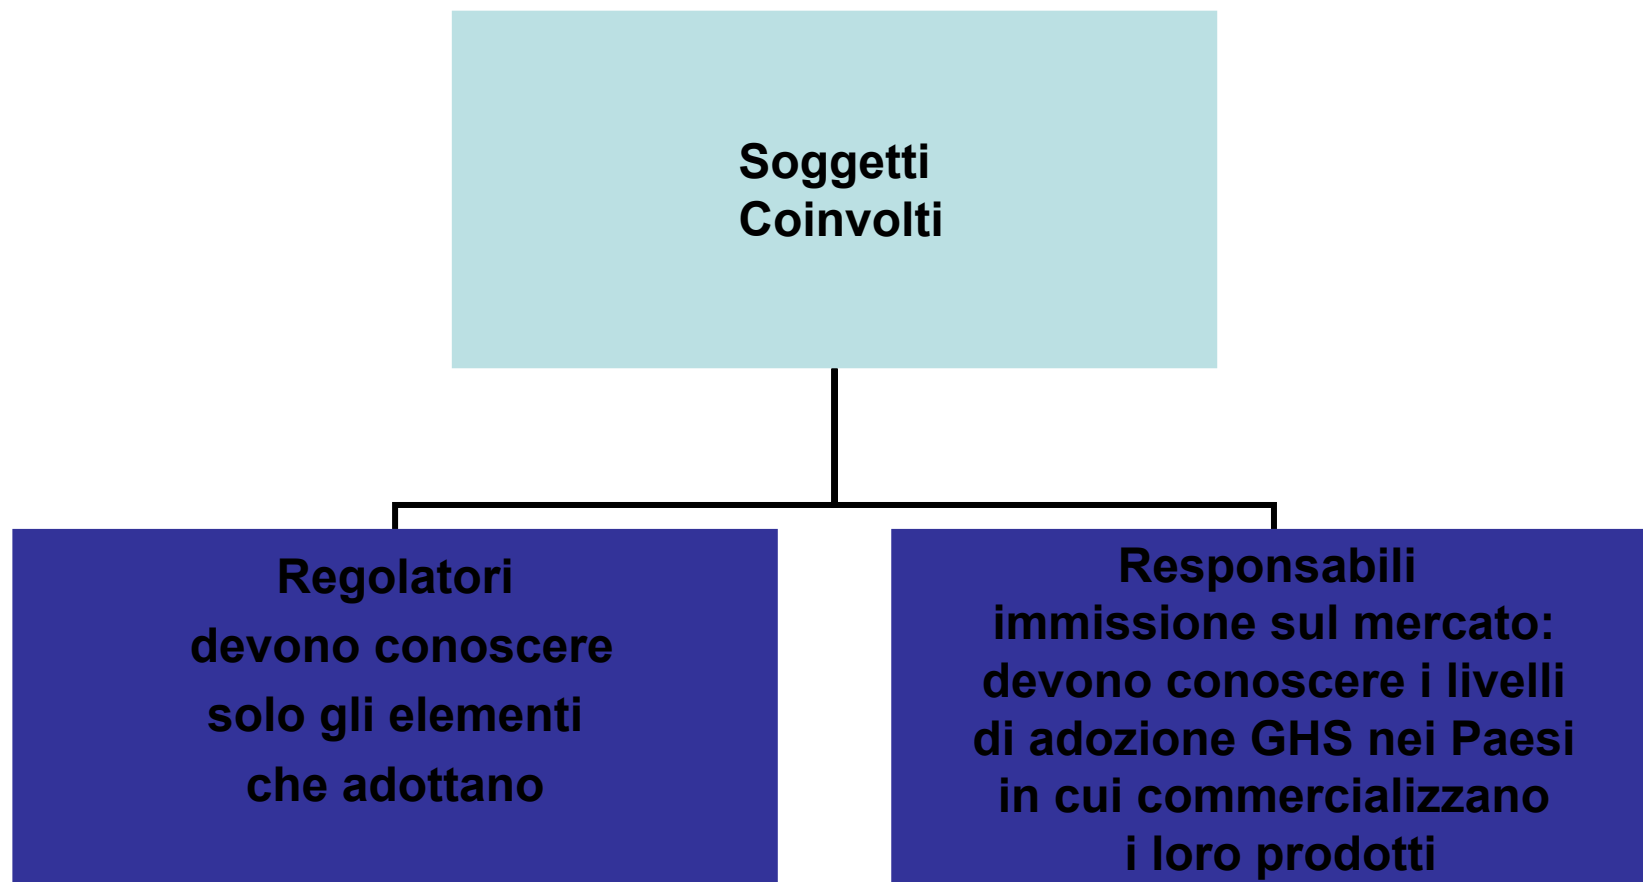 Soggetti
Coinvolti
Regolatori
devono conoscere
solo gli elementi
che adottano
Responsabili
immissione sul mercato:
devono conoscere i livelli
di adozione GHS nei Paesi
in cui commercializzano
i loro prodotti